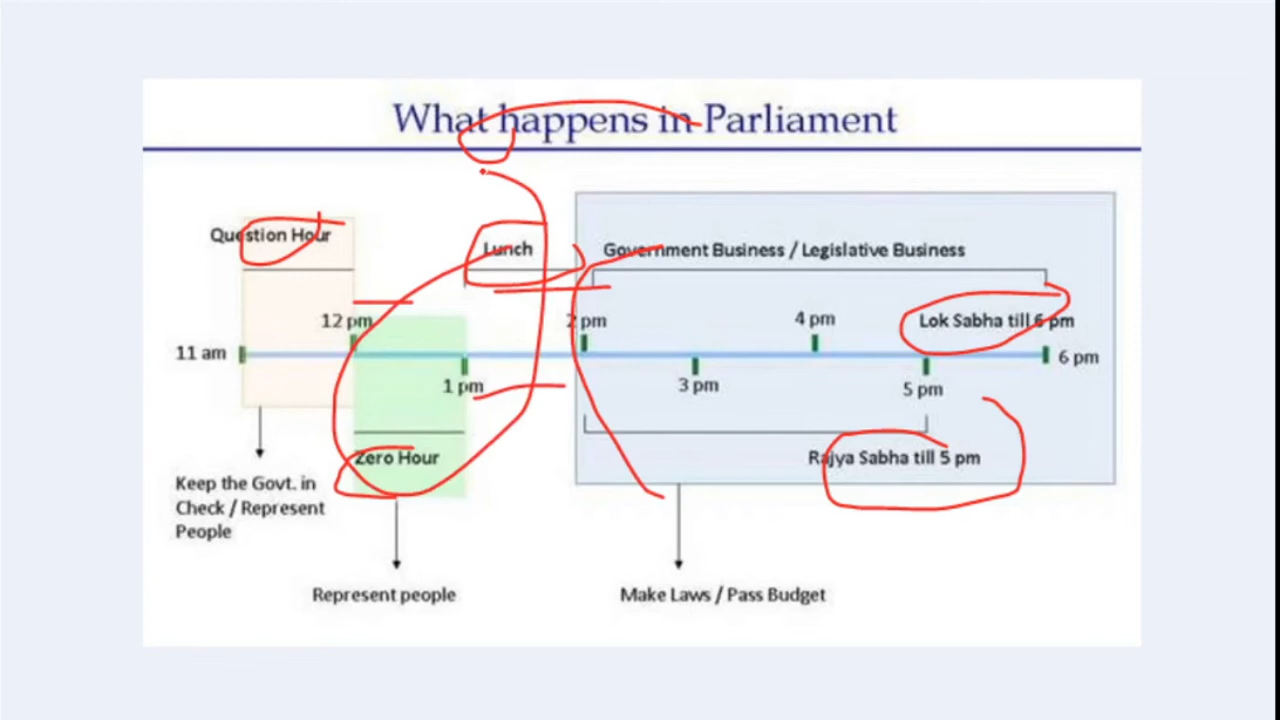 What happens in Parliament
Question Hour
Lunch
Government Business / Legislative Business
12 pm
2 pm
4 pm
Lok Sabha till 6 pm
11 am
1 pm
3 pm
5 pm
6 pm
Zero Hour
Rajya Sabha till 5 pm
Keep the Govt. in
Check / Represent
People
Represent people
Make Laws / Pass Budget